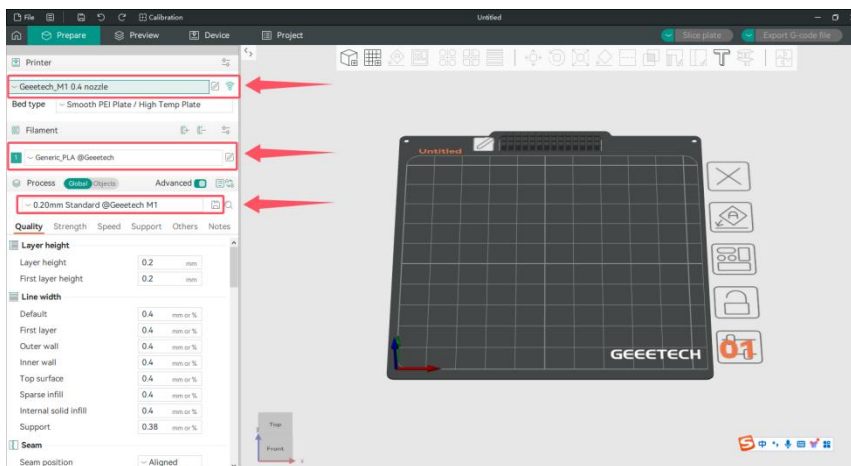 File
Calibration
Untitled
Prepare
Preview
Device
Project
Slice plate
Export G-code file
Printer
Geeetech_M1 0.4 nozzle
Bed type
Smooth PEI Plate / High Temp Plate
Filament
1
Generic_PLA @Geeetech
Process
Global
Objects
Advanced
0.20mm Standard @Geeetech M1
Quality
Strength
Speed
Support
Others
Notes
Layer height
Layer height 0.2 mm
First layer height 0.2 mm
Line width
Default 0.4 mm or %
First layer 0.4 mm or %
Outer wall 0.4 mm or %
Inner wall 0.4 mm or %
Top surface 0.4 mm or %
Sparse infill 0.4 mm or %
Internal solid infill 0.4 mm or %
Support 0.38 mm or %
Seam
Seam position Aligned
Untitled
GEEETECH
01
Top
Front
x
中